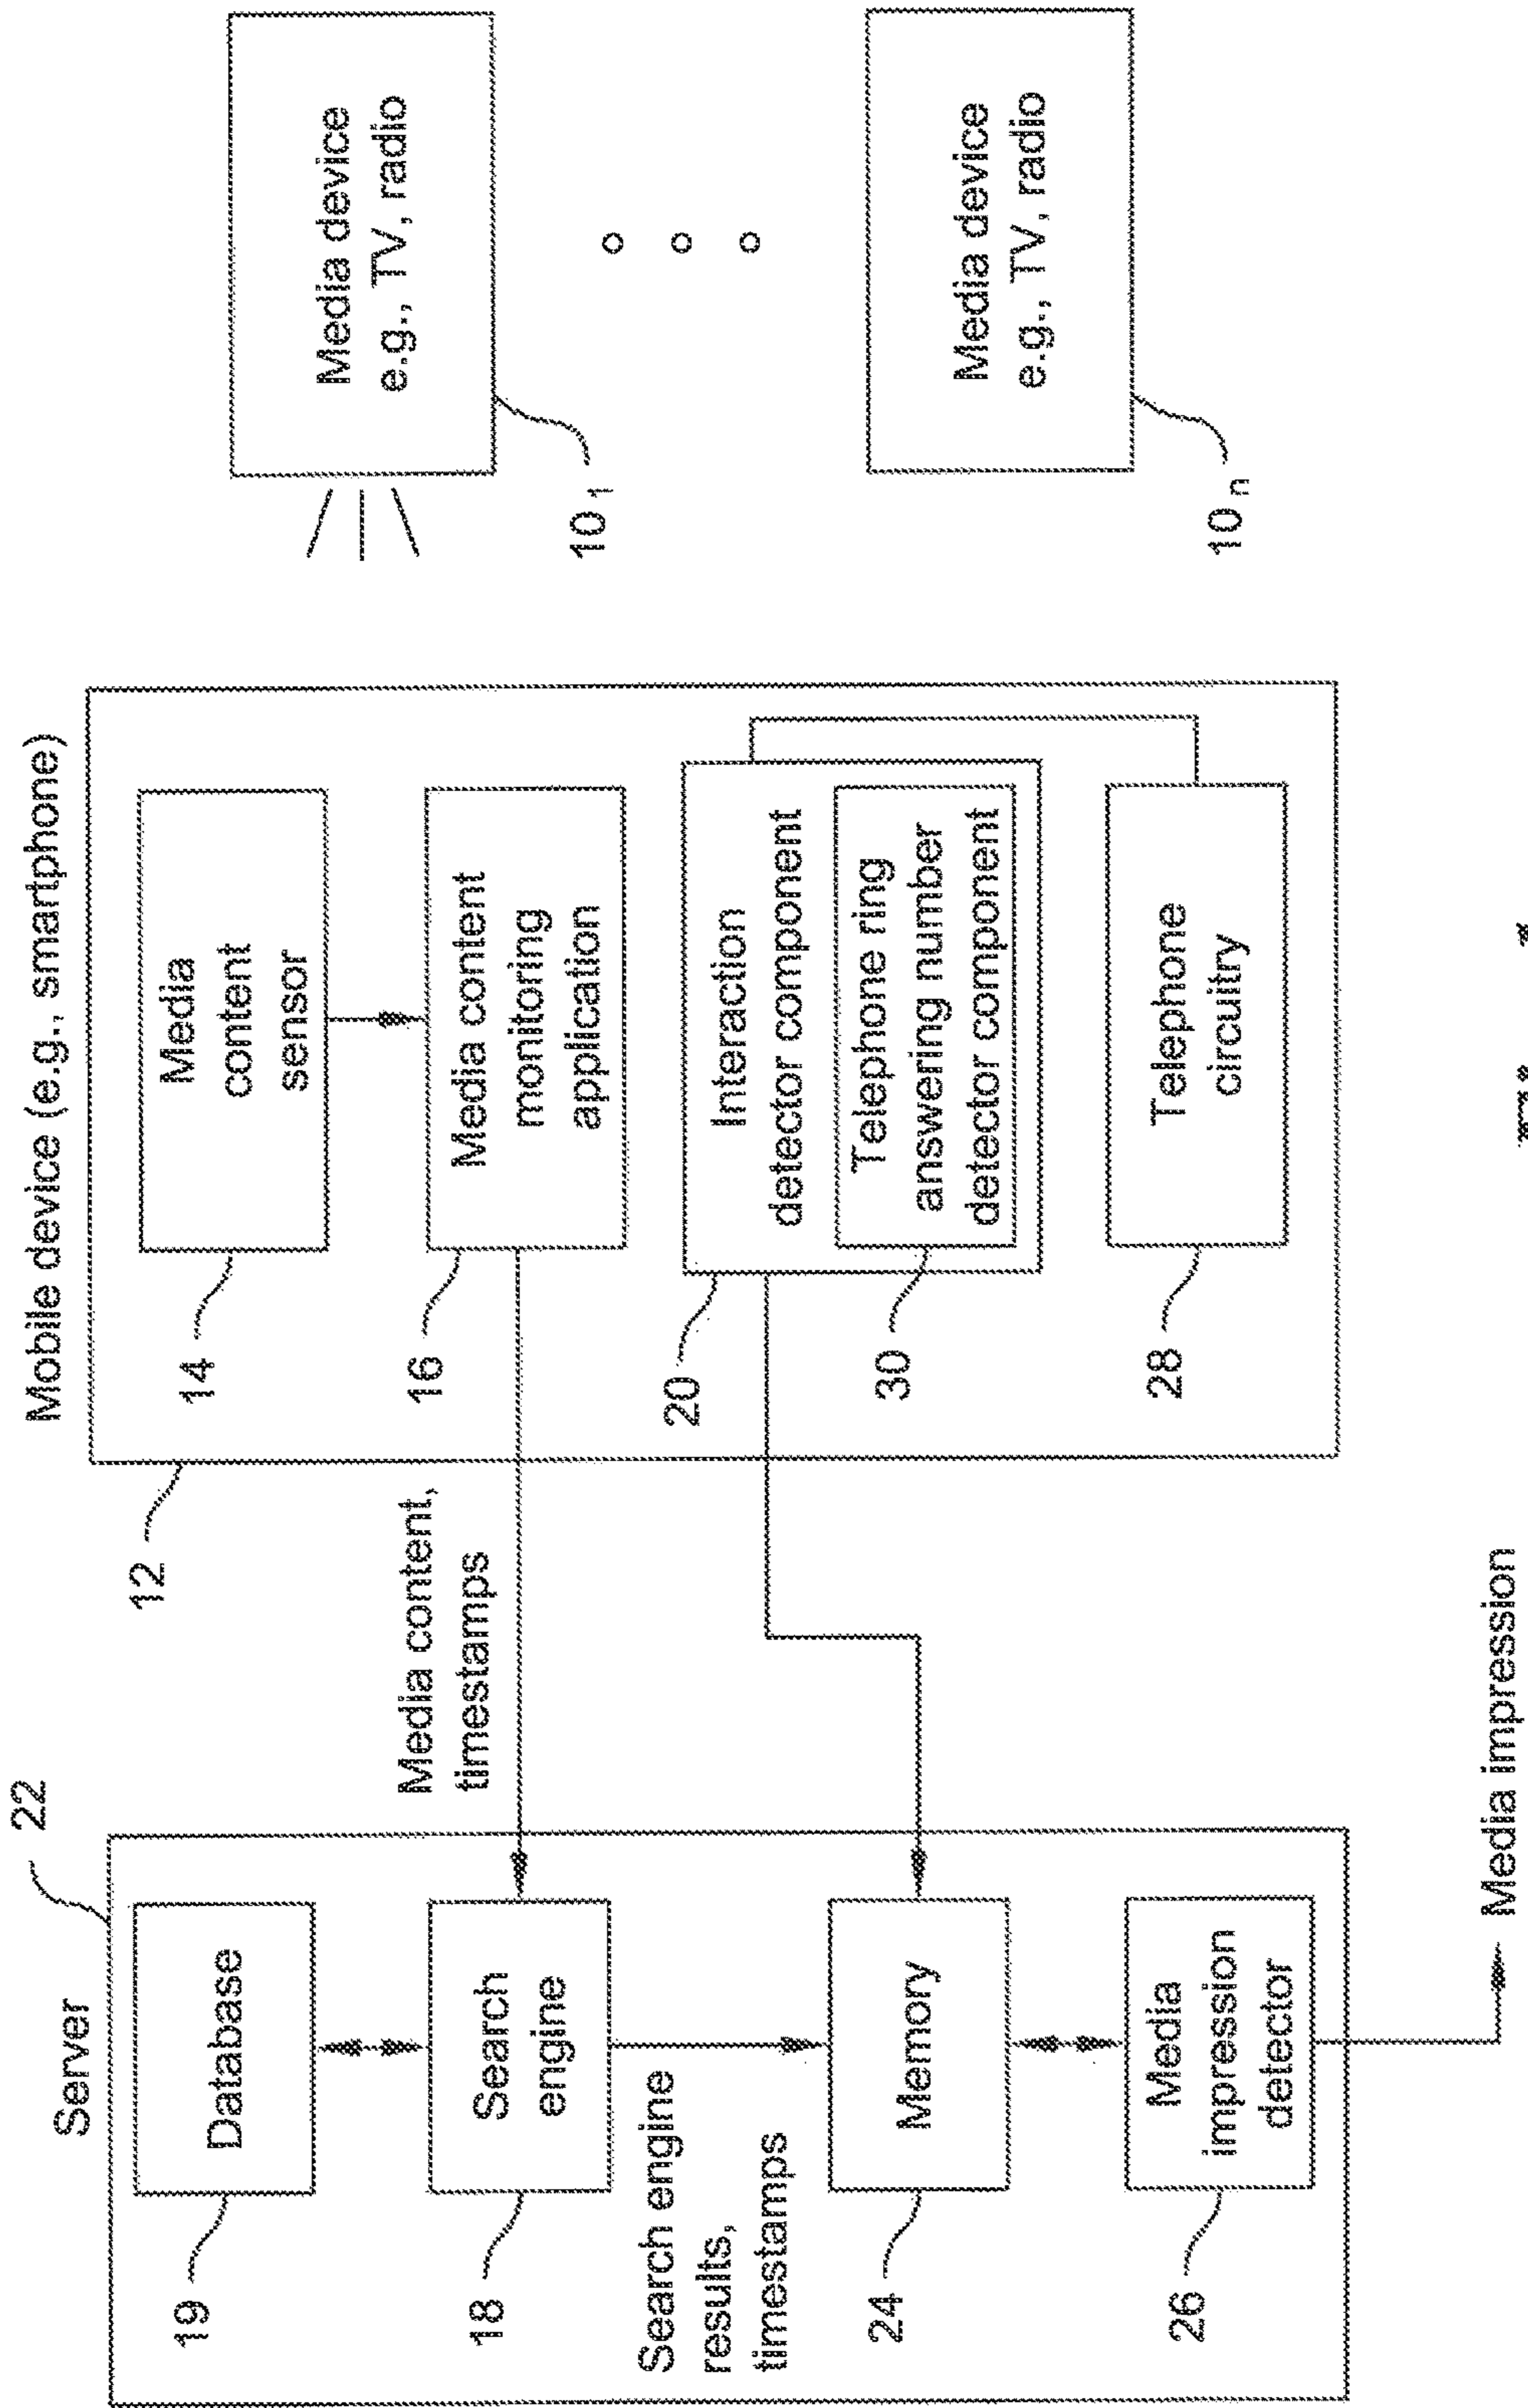 Server
22
Database
19
Search
engine
18
Search engine
results,
timestamps
Memory
24
Media
impression
detector
26
Media impression
Media content,
timestamps
Mobile device (e.g., smartphone)
12
Media
content
sensor
14
Media content
monitoring
application
16
Interaction
detector component
20
Telephone ring
answering number
detector component
30
Telephone
circuitry
28
Media device
e.g., TV, radio
10 1
Media device
e.g., TV, radio
10 n